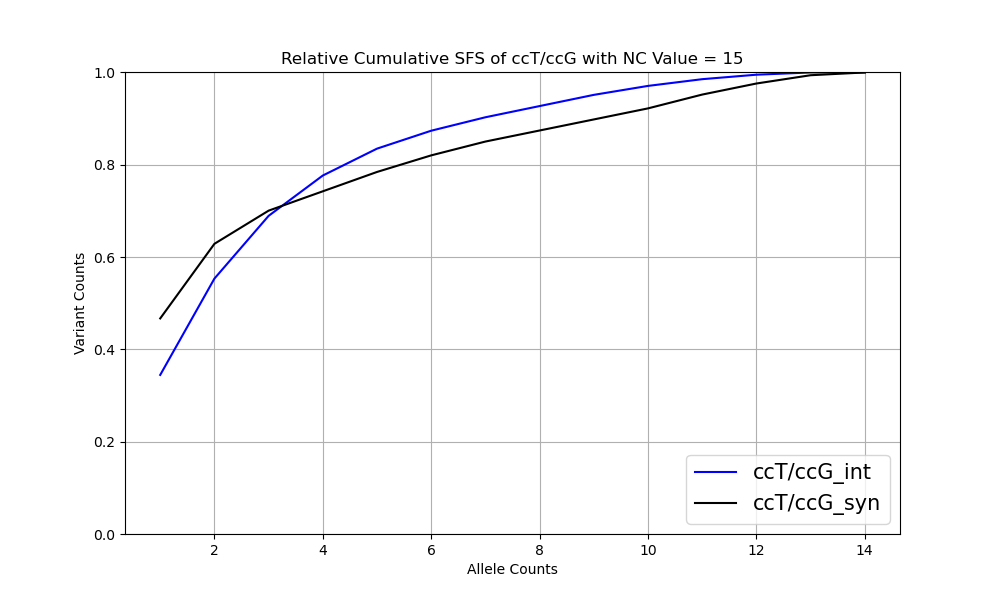 Relative Cumulative SFS of ccT/ccG with NC Value = 15
1.0
0.8
0.6
0.4
0.2
0.0
Variant Counts
2 4 6 8 10 12 14
Allele Counts
ccT/ccG_int
ccT/ccG_syn